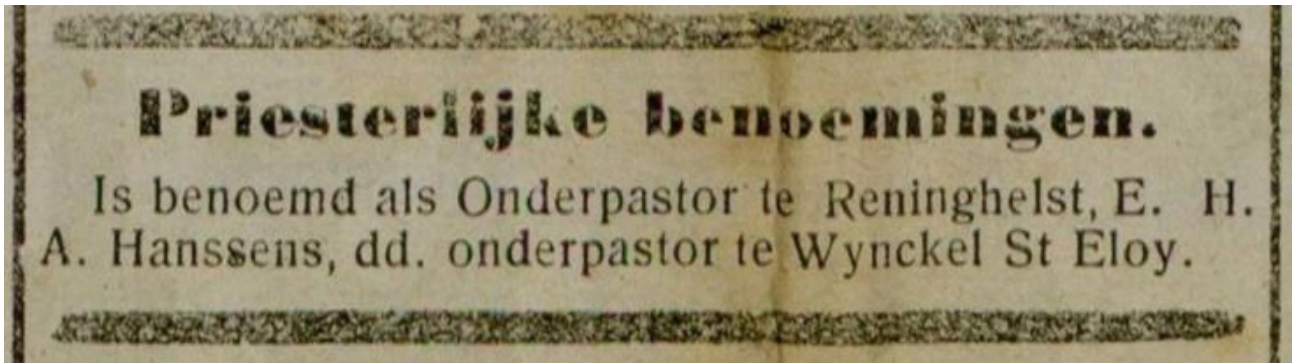 Priesterlijke benoemingen.
Is benoemd als Onderpastor te Reninghelst, E. H.
A. Hanssens, dd. onderpastor te Wynckel St Eloy.